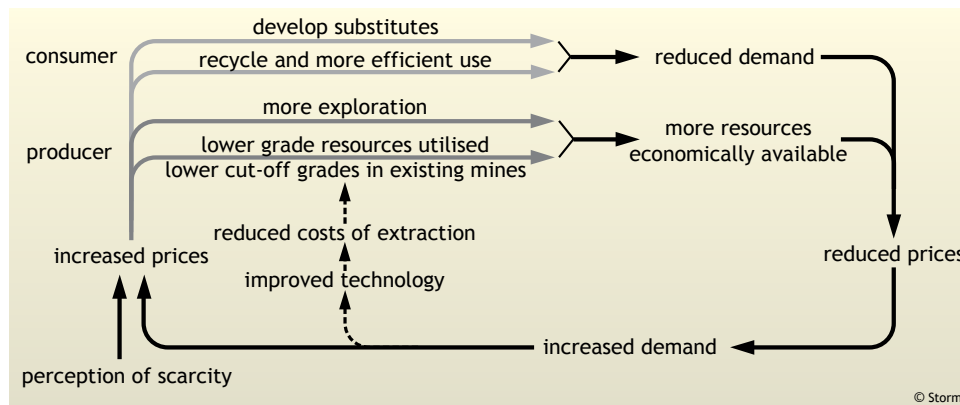 develop substitutes
consumer
recycle and more efficient use
reduced demand
more exploration
producer
lower grade resources utilised
lower cut-off grades in existing mines
more resources
economically available
reduced costs of extraction
increased prices
reduced prices
improved technology
increased demand
perception of scarcity
© Storm